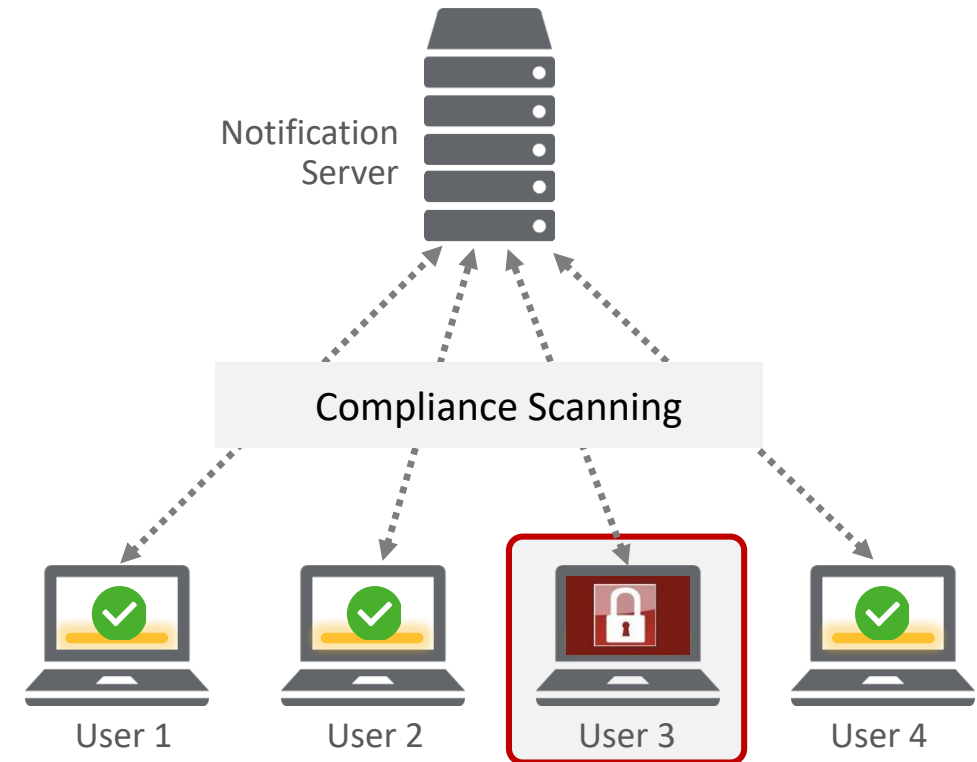 Notification
Server
Compliance Scanning
User 1
User 2
User 3
User 4